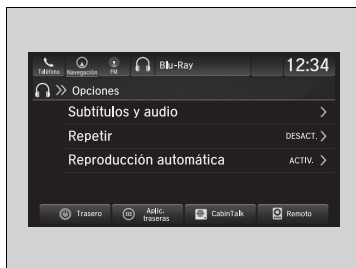 Teléfono Navegación FM Blu-Ray 12:34
Opciones
Subtítulos y audio
Repetir DESACT.
Reproducción automática ACTIV.
Trasero Aplic. traseras CabinTalk Remoto